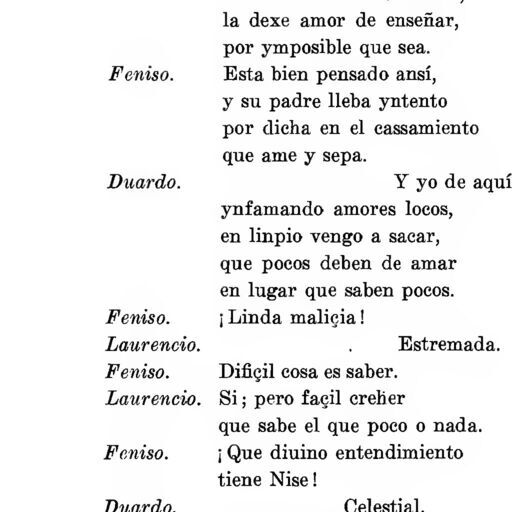 la dexe amor de enseñar,
por ymposible que sea.
Feniso. Esta bien pensado ansí,
y su padre lleba yntento
por dicha en el cassamiento
que ame y sepa.
Duardo. Y yo de aquí
ynfamando amores locos,
en linpio vengo a sacar,
que pocos deben de amar
en lugar que saben pocos.
Feniso. ¡Linda maliçia!
Laurencio. Estremada.
Feniso. Difiçil cosa es saber.
Laurencio. Si; pero façil creher
que sabe el que poco o nada.
Feniso. ¡Que diuino entendimiento
tiene Nise!
Duardo. Celestial.